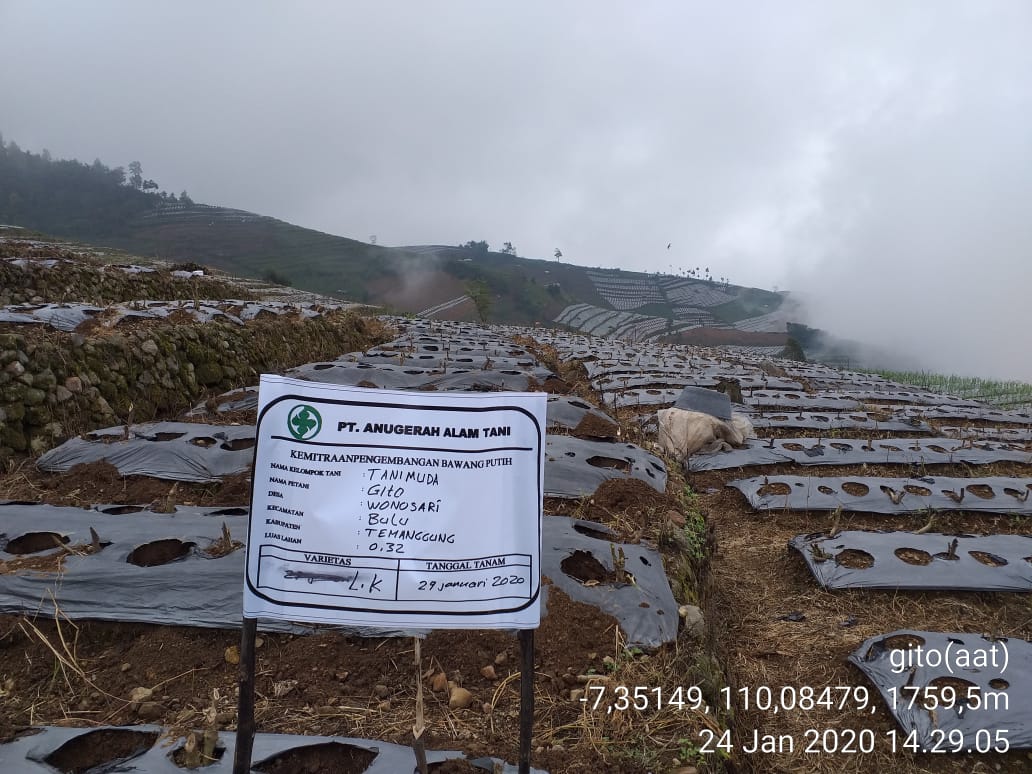 PT. ANUGERAH ALAM TANI
KEMITRAANPENGEMBANGAN BAWANG PUTIH
NAMA KELOMPOK TANI : TANIMUDA
NAMA PETANI : Gito
DESA : WONOSARI
KECAMATAN : Bulu
KABUPATEN : TEMANGGUNG
LUAS LAHAN : 0,32
VARIETAS TANGGAL TANAM
L.K 29 januari 2020
gito(aat)
-7,35149, 110,08479, 1759,5m
24 Jan 2020 14.29.05